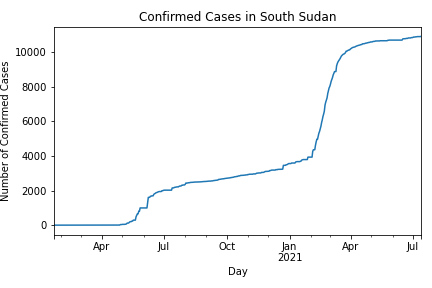 Confirmed Cases in South Sudan
Number of Confirmed Cases
10000
8000
6000
4000
2000
0
Apr
Jul
Oct
Jan
2021
Apr
Jul
Day